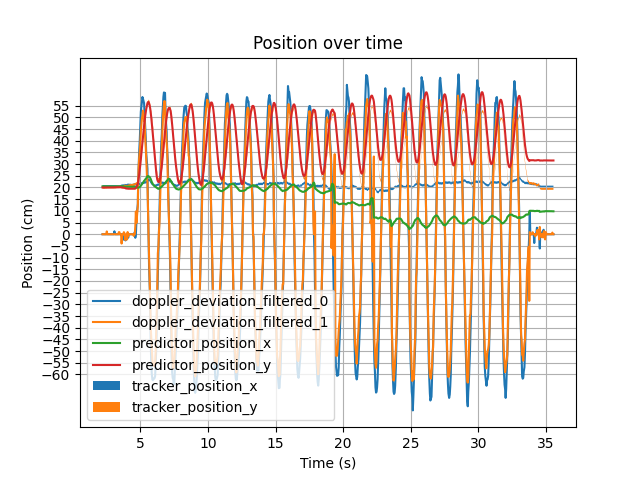 Position over time
Position (cm)
55
50
45
40
35
30
25
20
15
10
5
0
−5
−10
−15
−20
−25
−30
−35
−40
−45
−50
−55
−60
doppler_deviation_filtered_0
doppler_deviation_filtered_1
predictor_position_x
predictor_position_y
tracker_position_x
tracker_position_y
5 10 15 20 25 30 35
Time (s)